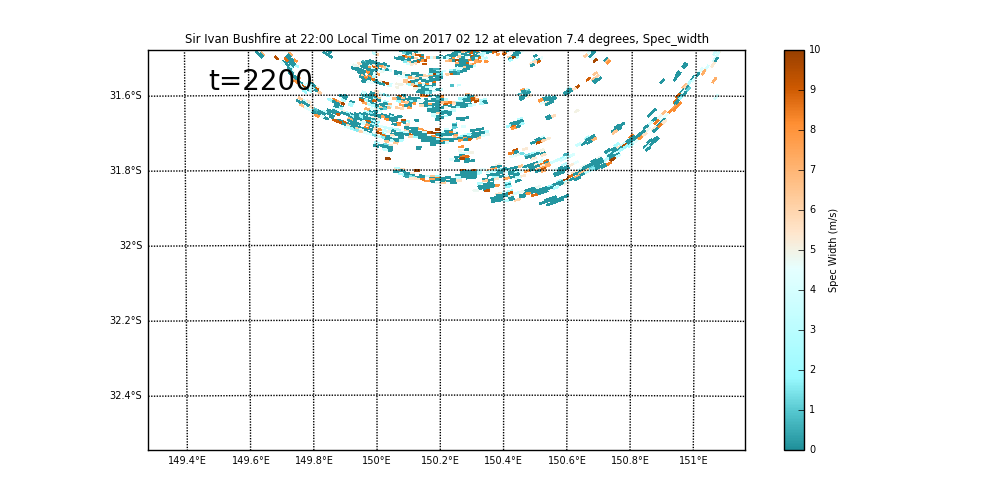 Sir Ivan Bushfire at 22:00 Local Time on 2017 02 12 at elevation 7.4 degrees, Spec_width
t=2200
31.6°S
31.8°S
32°S
32.2°S
32.4°S
149.4°E 149.6°E 149.8°E 150°E 150.2°E 150.4°E 150.6°E 150.8°E 151°E
10
9
8
7
6
5
4
3
2
1
0
Spec Width (m/s)